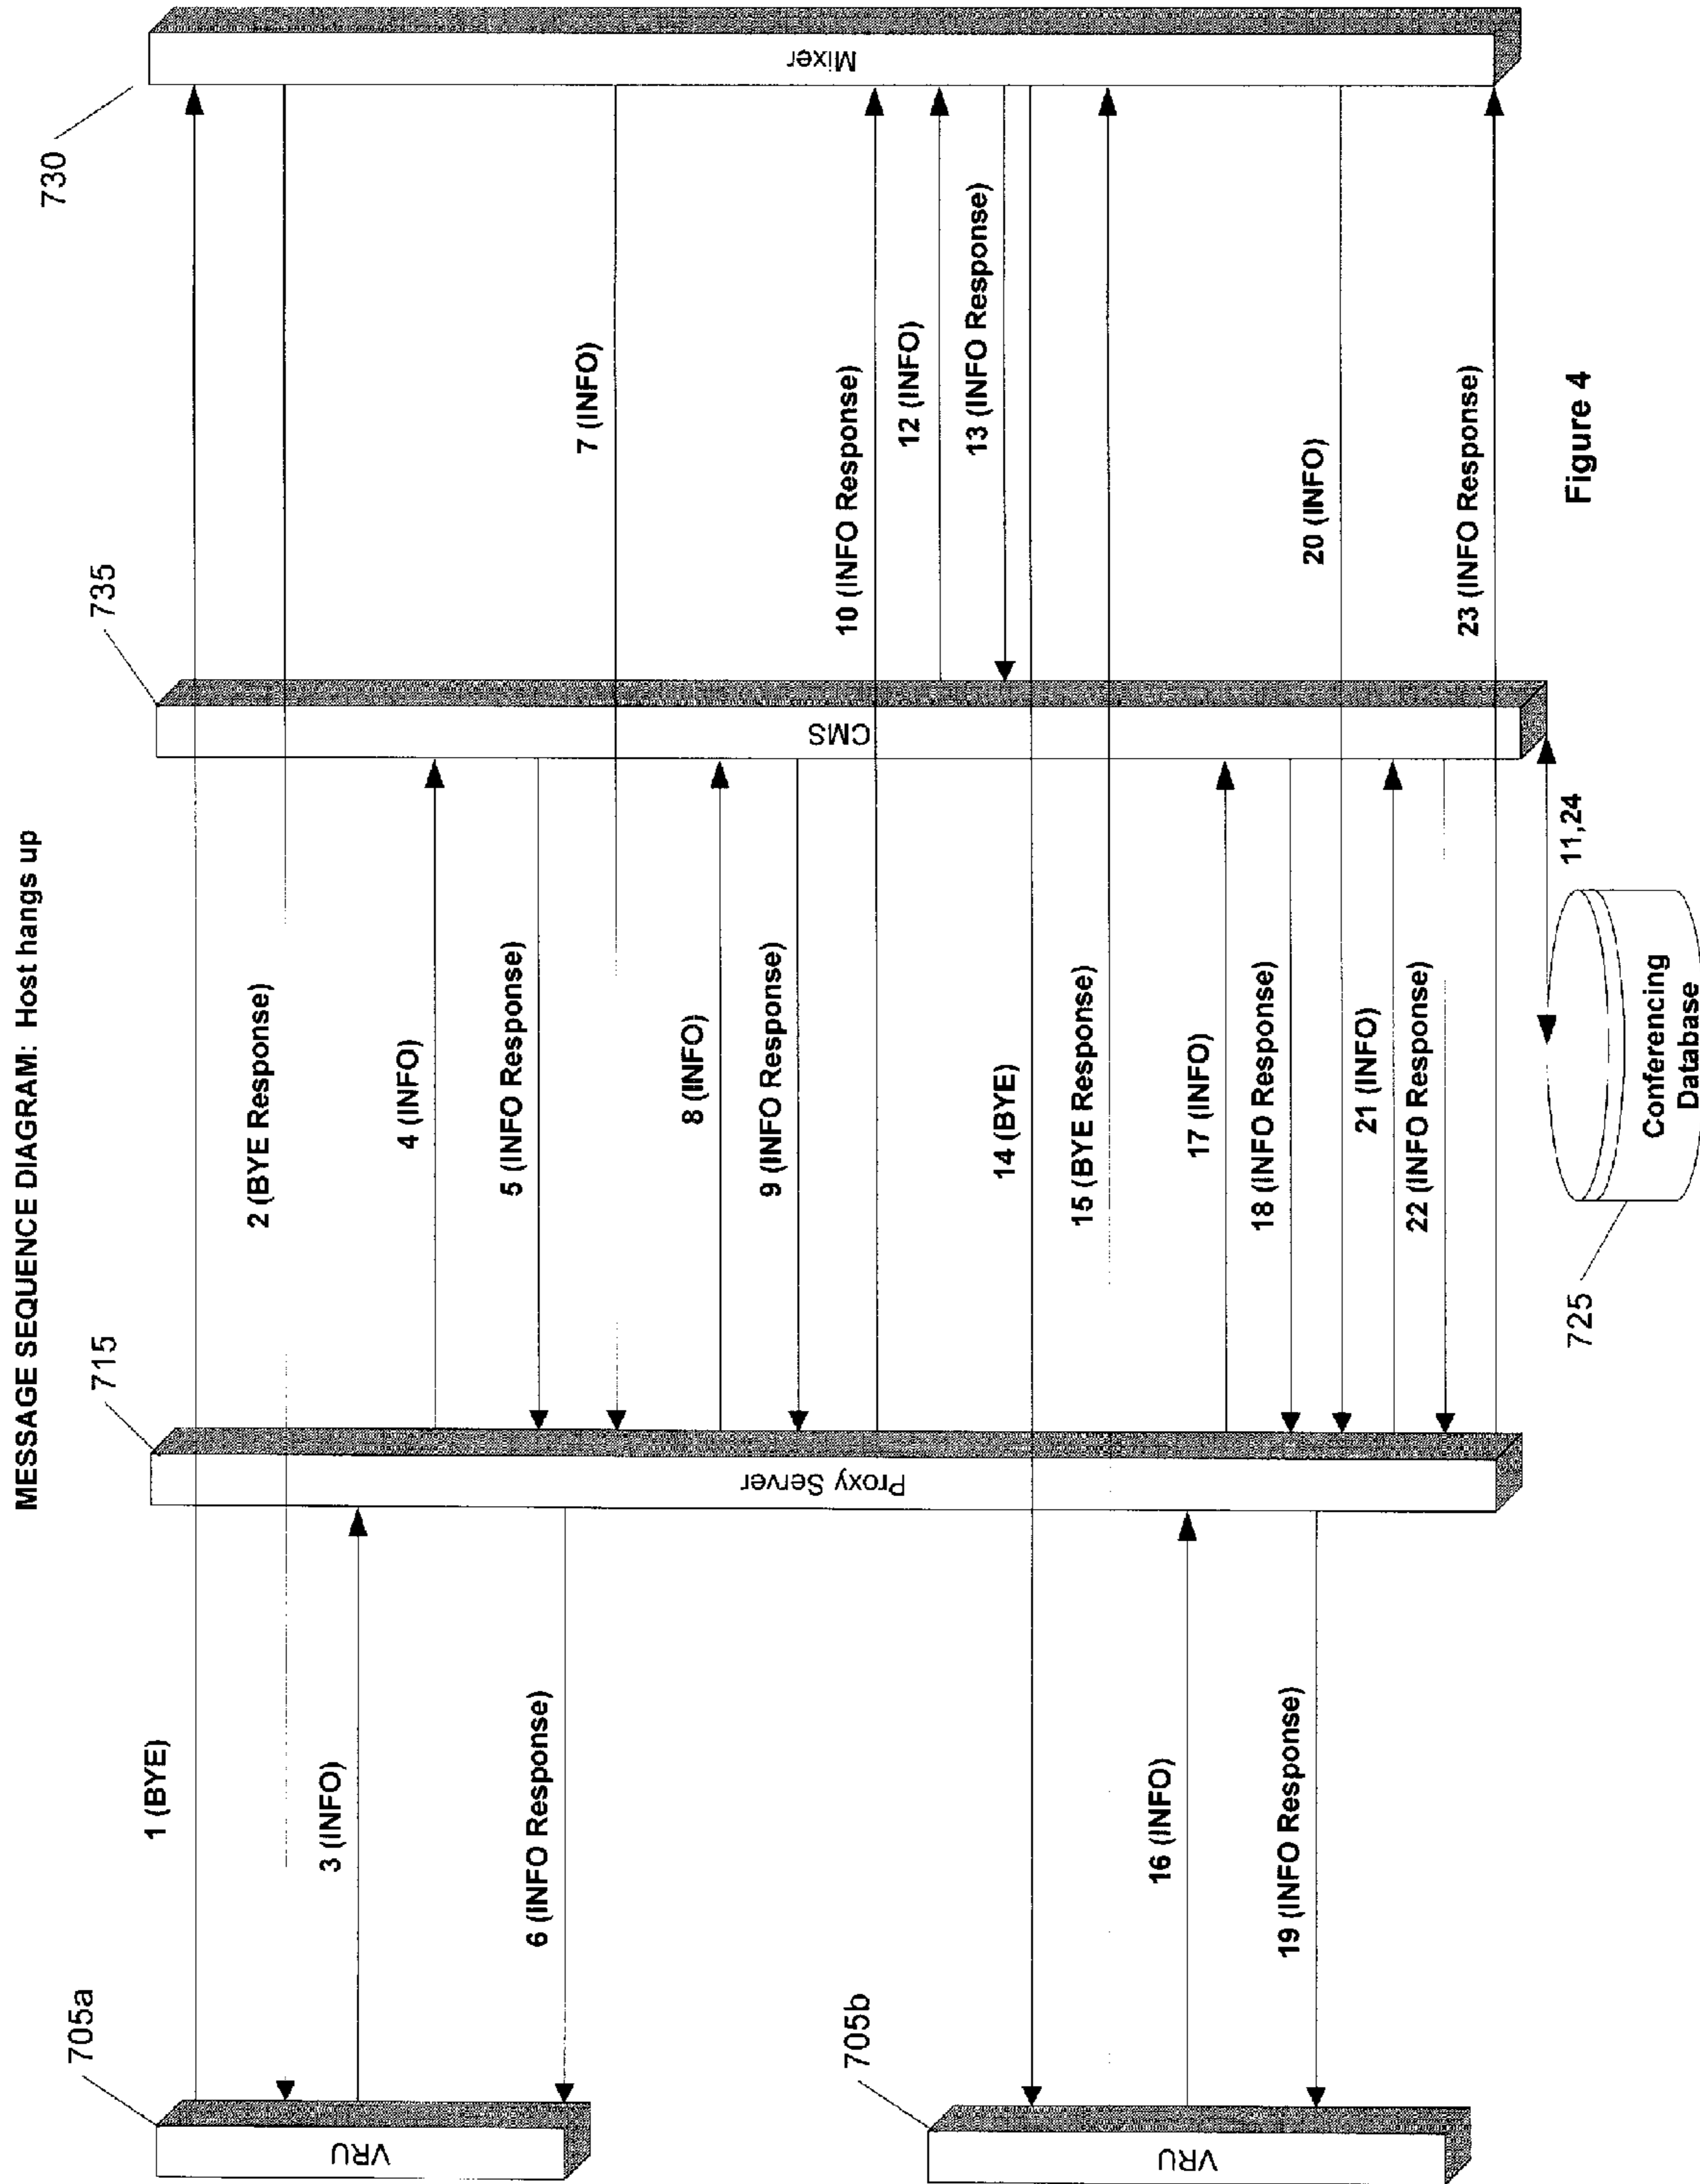 MESSAGE SEQUENCE DIAGRAM: Host hangs up
705a
715
735
730
VRU
Proxy Server
CMS
Mixer
1 (BYE)
2 (BYE Response)
3 (INFO)
4 (INFO)
5 (INFO Response)
6 (INFO Response)
7 (INFO)
8 (INFO)
9 (INFO Response)
10 (INFO Response)
12 (INFO)
13 (INFO Response)
705b
VRU
14 (BYE)
15 (BYE Response)
16 (INFO)
17 (INFO)
18 (INFO Response)
19 (INFO Response)
20 (INFO)
21 (INFO)
22 (INFO Response)
23 (INFO Response)
11,24
725
Conferencing
Database
Figure 4